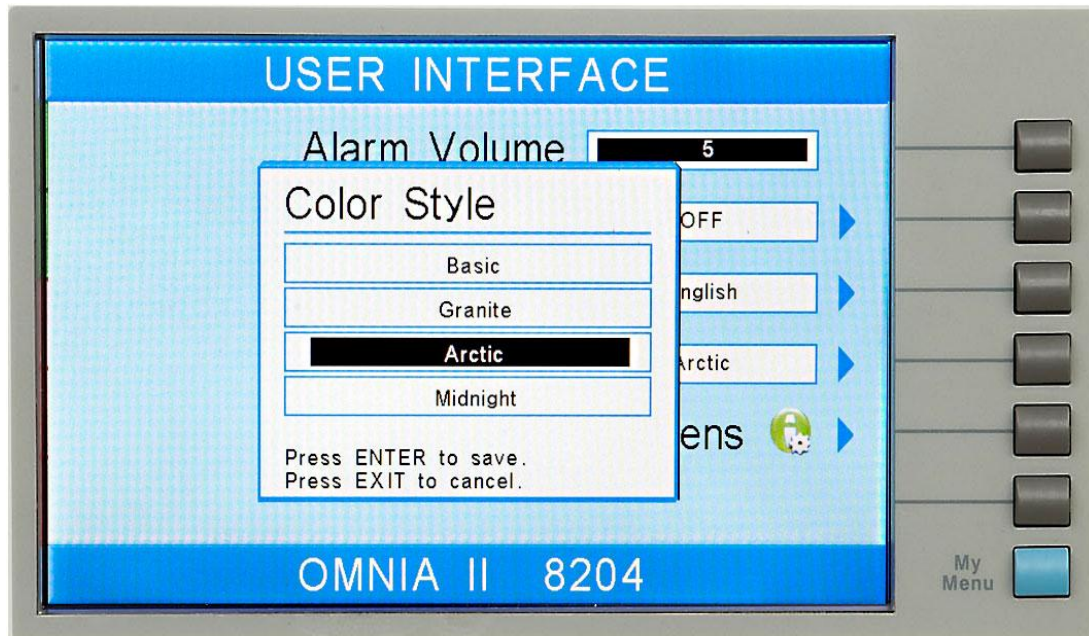 USER INTERFACE
Alarm Volume 5
Color Style
OFF
Basic
nglish
Granite
Arctic
Arctic
Midnight
ens
Press ENTER to save.
Press EXIT to cancel.
OMNIA II 8204
My
Menu